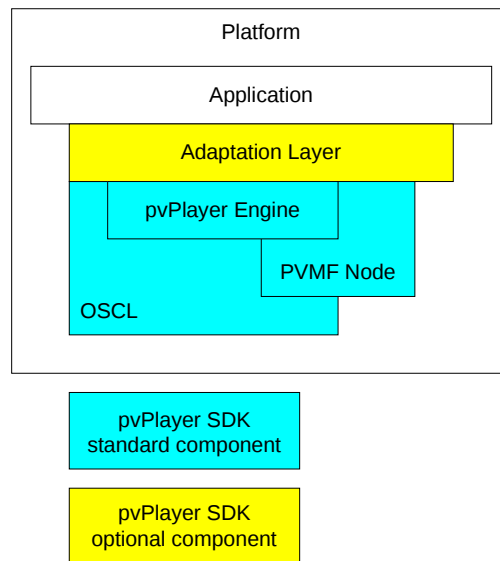 Platform
Application
Adaptation Layer
pvPlayer Engine
PVMF Node
OSCL
pvPlayer SDK
standard component
pvPlayer SDK
optional component